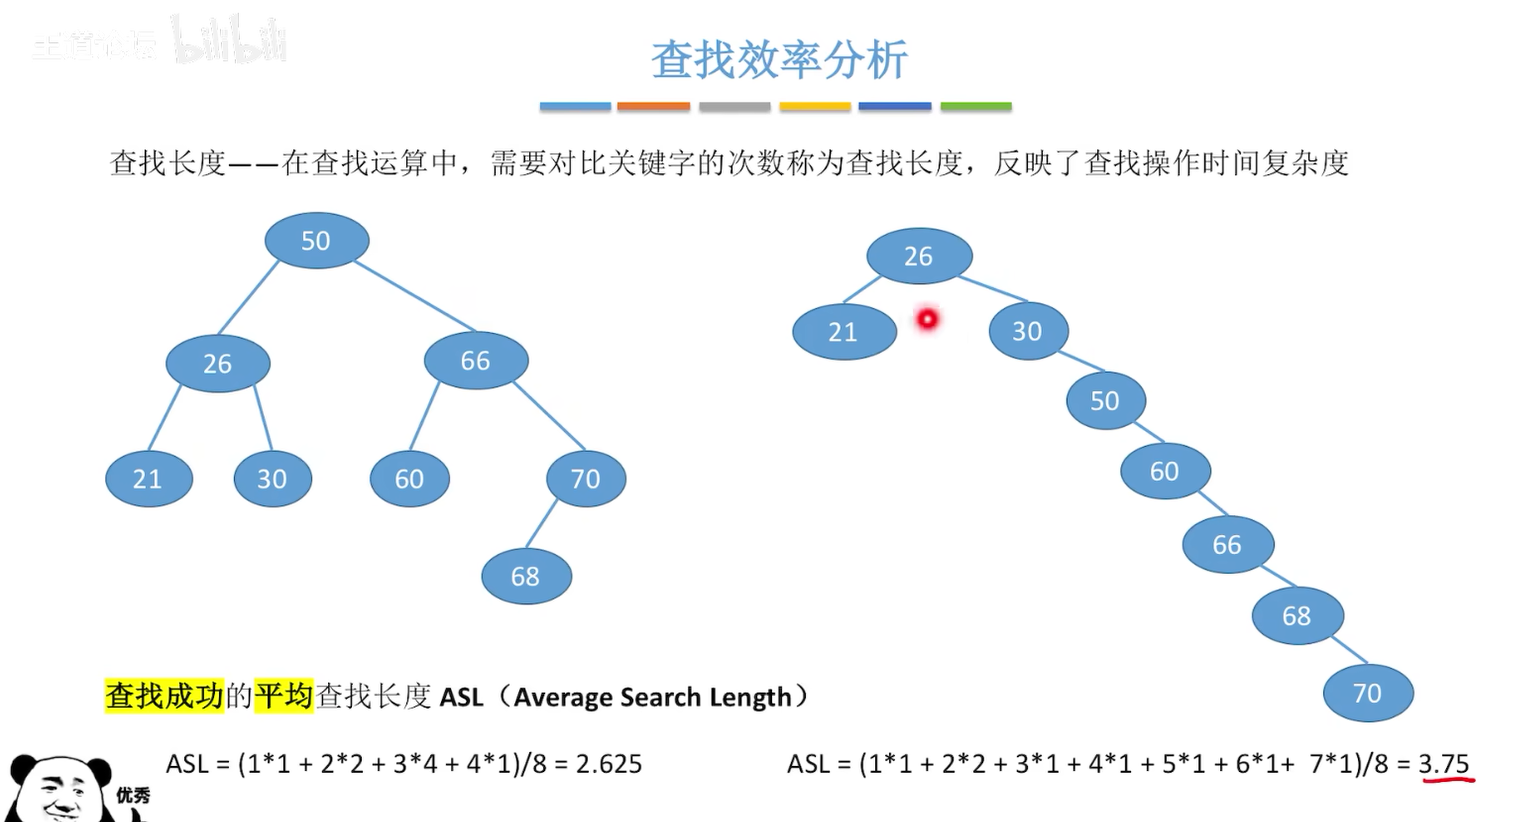 王道论坛 bilibili
查找效率分析
查找长度——在查找运算中，需要对比关键字的次数称为查找长度，反映了查找操作时间复杂度
50
26
66
21
30
60
70
68
26
21
30
50
60
66
68
70
查找成功的平均查找长度 ASL（Average Search Length）
ASL = (1*1 + 2*2 + 3*4 + 4*1)/8 = 2.625
ASL = (1*1 + 2*2 + 3*1 + 4*1 + 5*1 + 6*1+ 7*1)/8 = 3.75
优秀